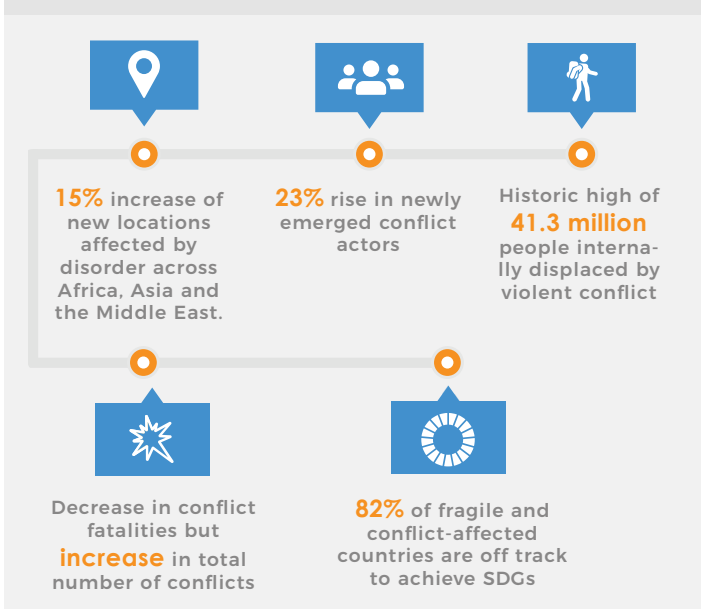 15% increase of
new locations
affected by
disorder across
Africa, Asia and
the Middle East.
23% rise in newly
emerged conflict
actors
Historic high of
41.3 million
people interna-
lly displaced by
violent conflict
Decrease in conflict
fatalities but
increase in total
number of conflicts
82% of fragile and
conflict-affected
countries are off track
to achieve SDGs